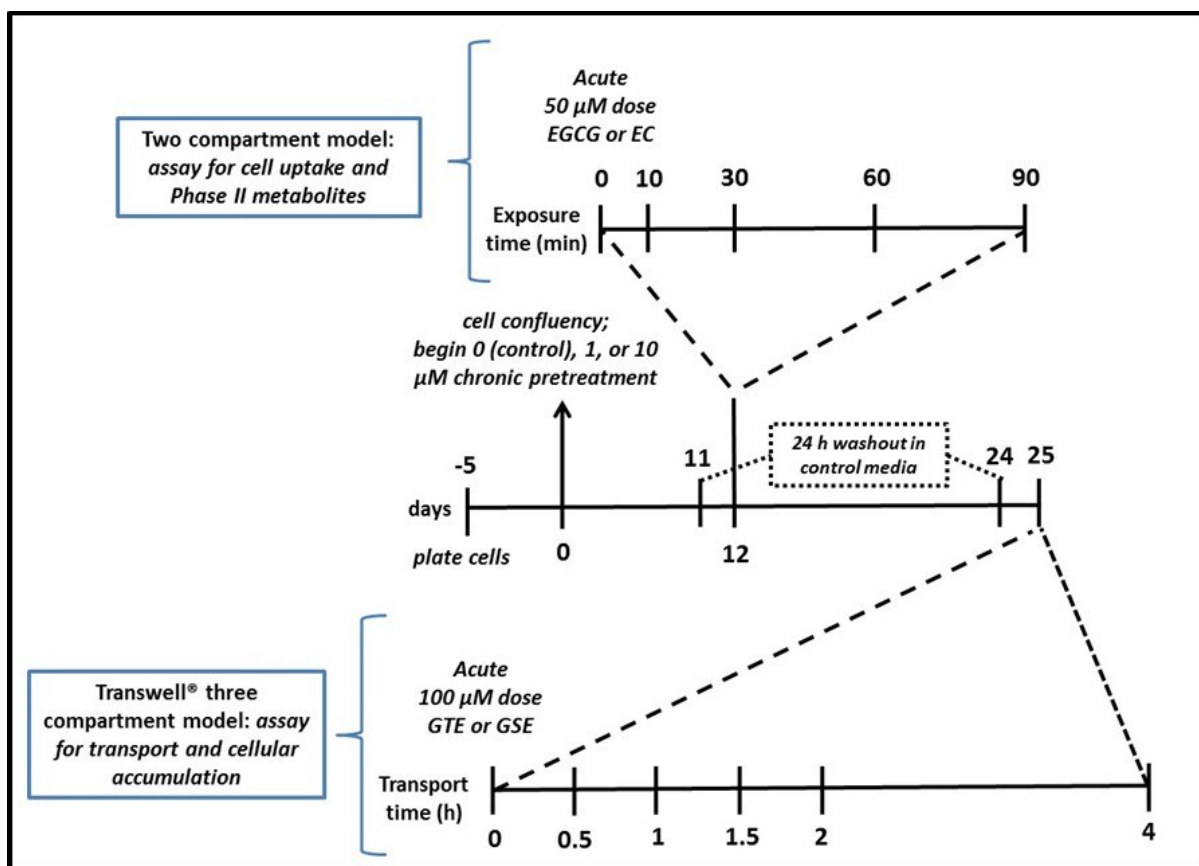 Acute
50 µM dose
EGCG or EC
Two compartment model:
assay for cell uptake and
Phase II metabolites
0 10 30 60 90
Exposure
time (min)
cell confluency;
begin 0 (control), 1, or 10
µM chronic pretreatment
24 h washout in
control media
-5 11 24 25
days
plate cells 0 12
Acute
100 µM dose
GTE or GSE
Transwell® three
compartment model: assay
for transport and cellular
accumulation
Transport
time (h)
0 0.5 1 1.5 2 4